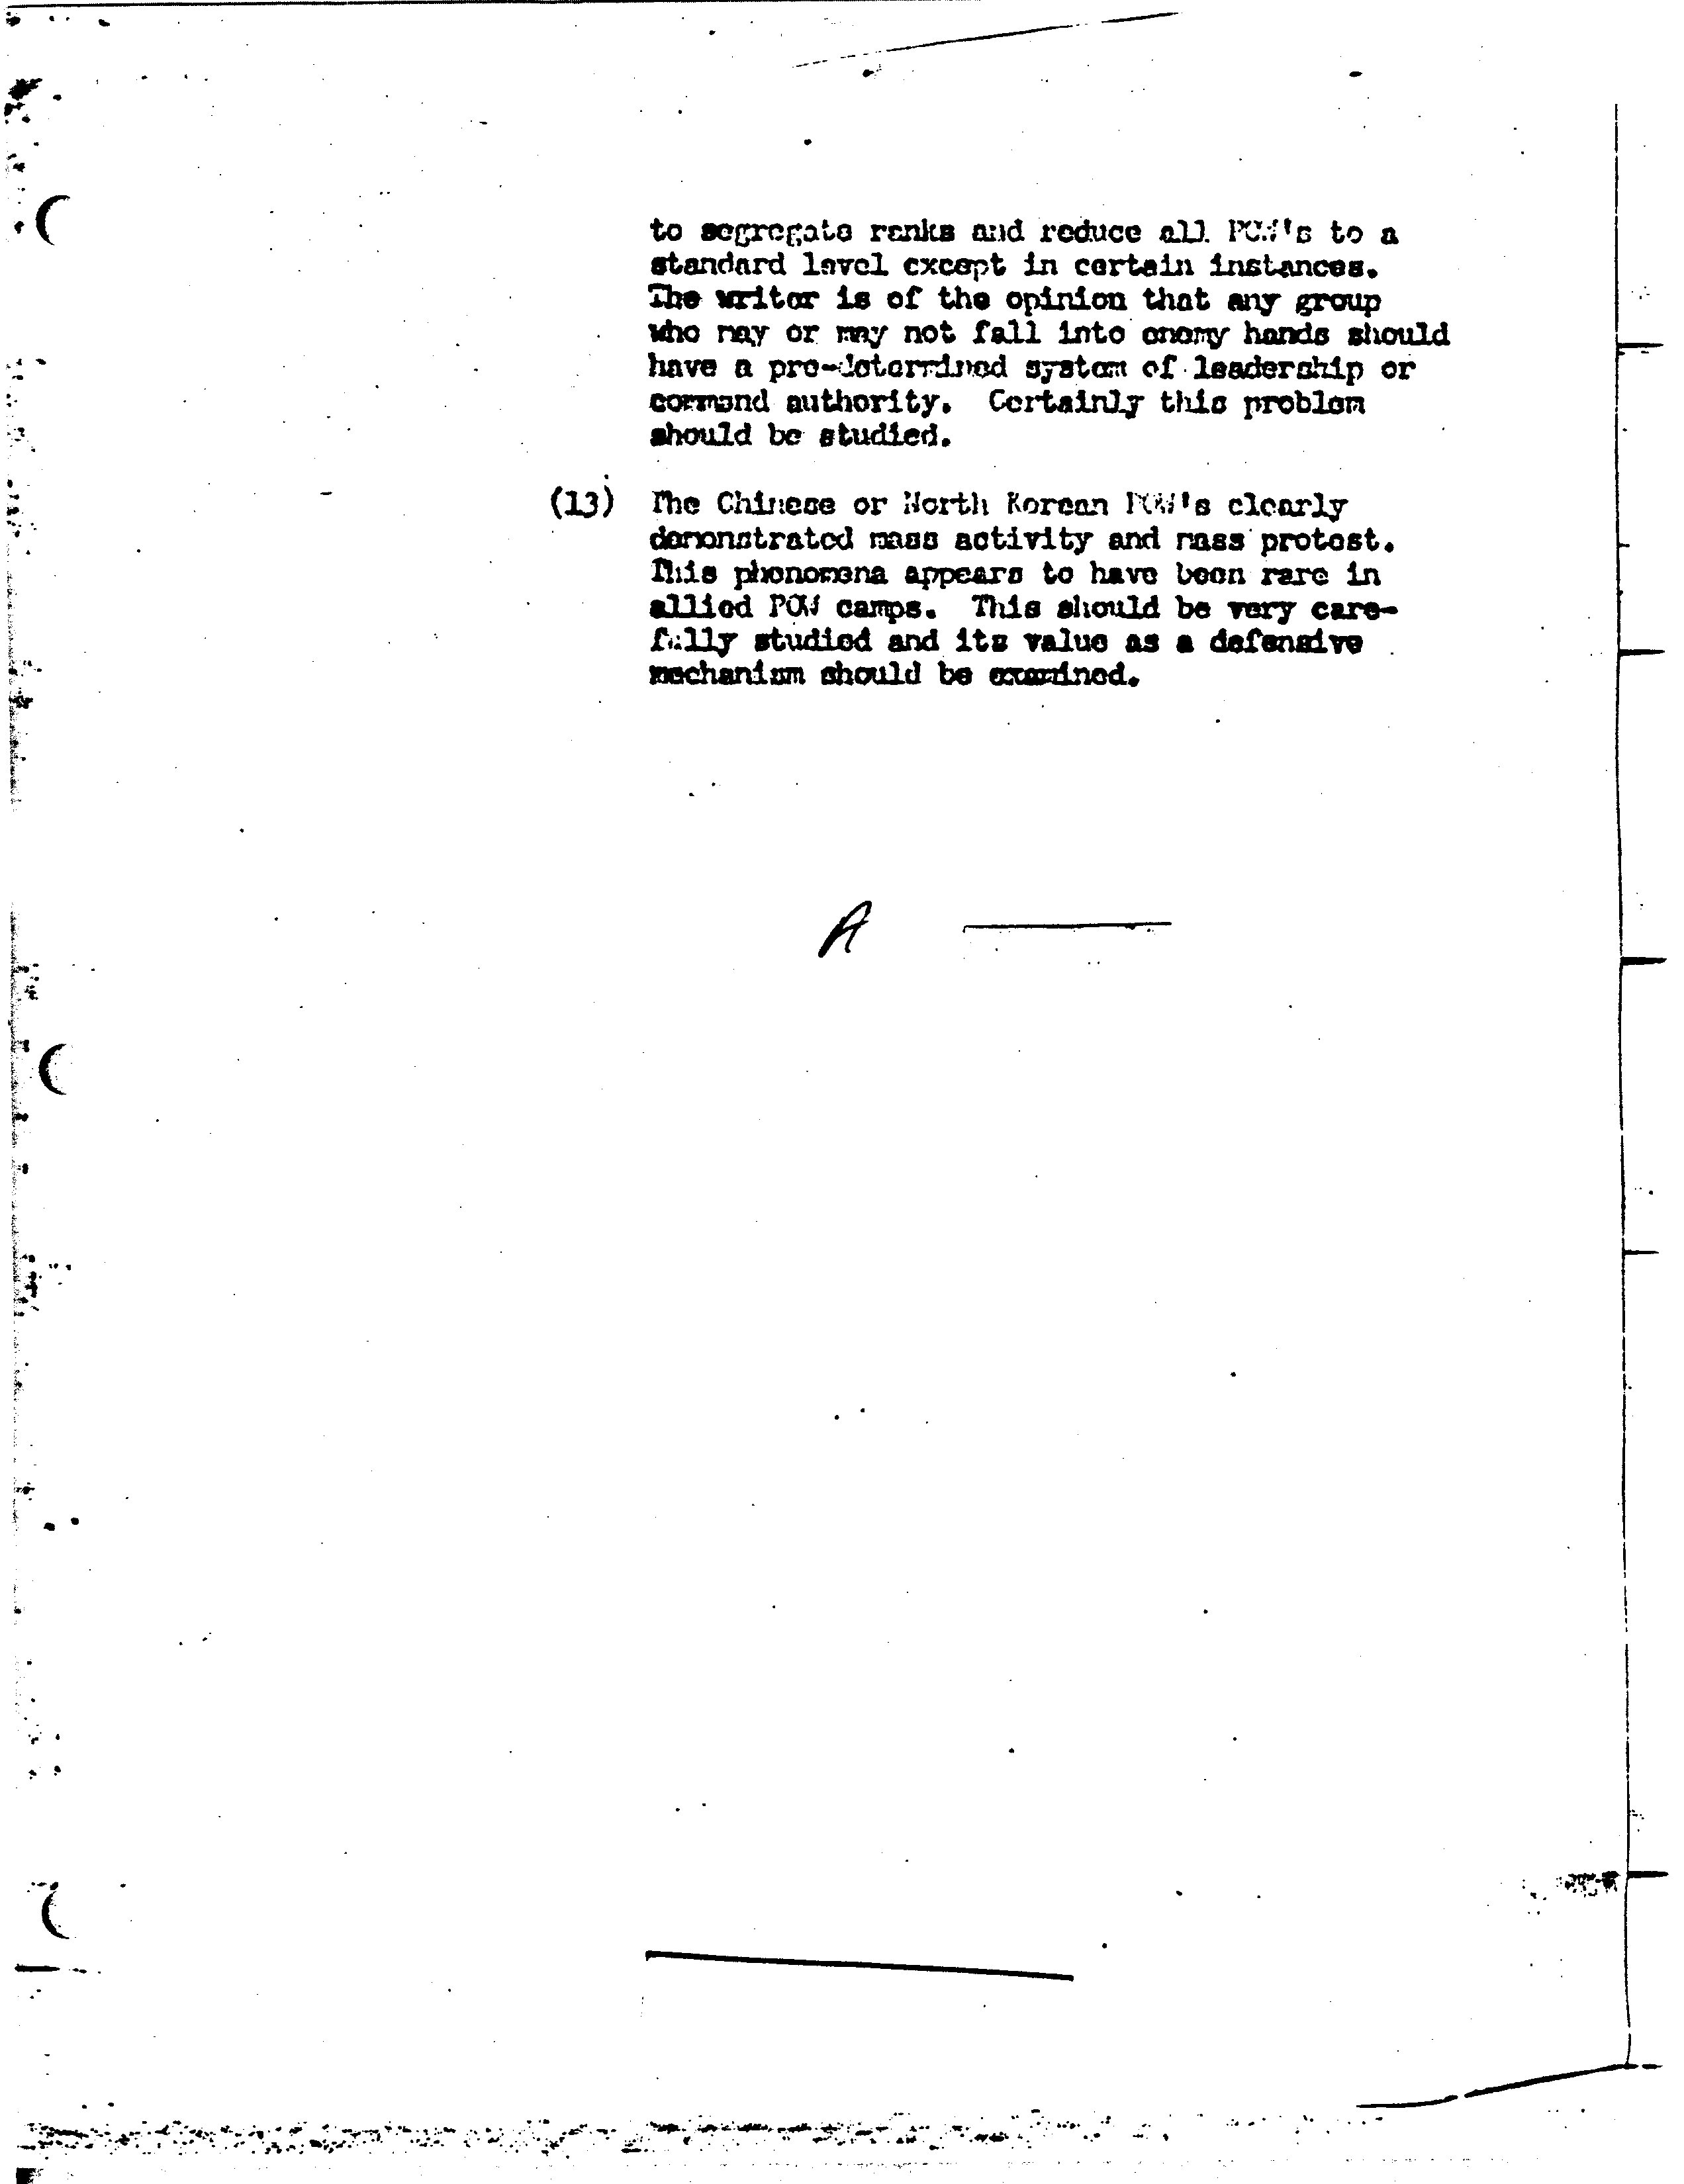 to segregate ranks and reduce all POW's to a
standard level except in certain instances.
The writer is of the opinion that any group
who may or may not fall into enemy hands should
have a pre-determined system of leadership or
command authority. Certainly this problem
should be studied.
(13) The Chinese or North Korean POW's clearly
demonstrated mass activity and mass protest.
This phenomena appears to have been rare in
allied POW camps. This should be very care-
fully studied and its value as a defensive
mechanism should be examined.
A